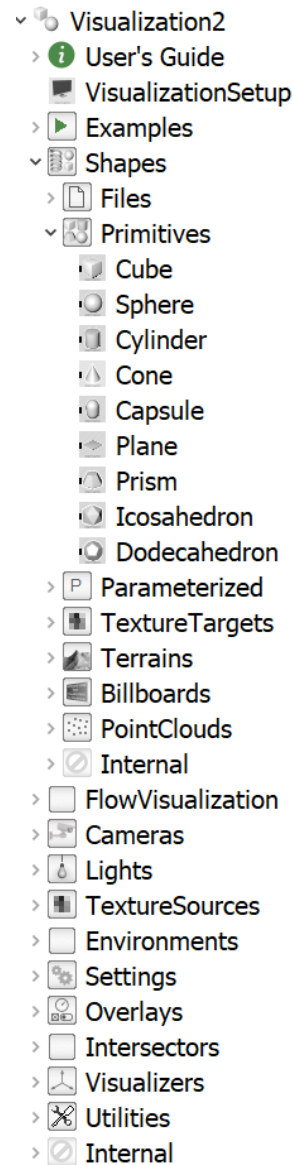 Visualization2
User's Guide
VisualizationSetup
Examples
Shapes
Files
Primitives
Cube
Sphere
Cylinder
Cone
Capsule
Plane
Prism
Icosahedron
Dodecahedron
P Parameterized
TextureTargets
Terrains
Billboards
PointClouds
Internal
FlowVisualization
Cameras
Lights
TextureSources
Environments
Settings
Overlays
Intersectors
Visualizers
Utilities
Internal